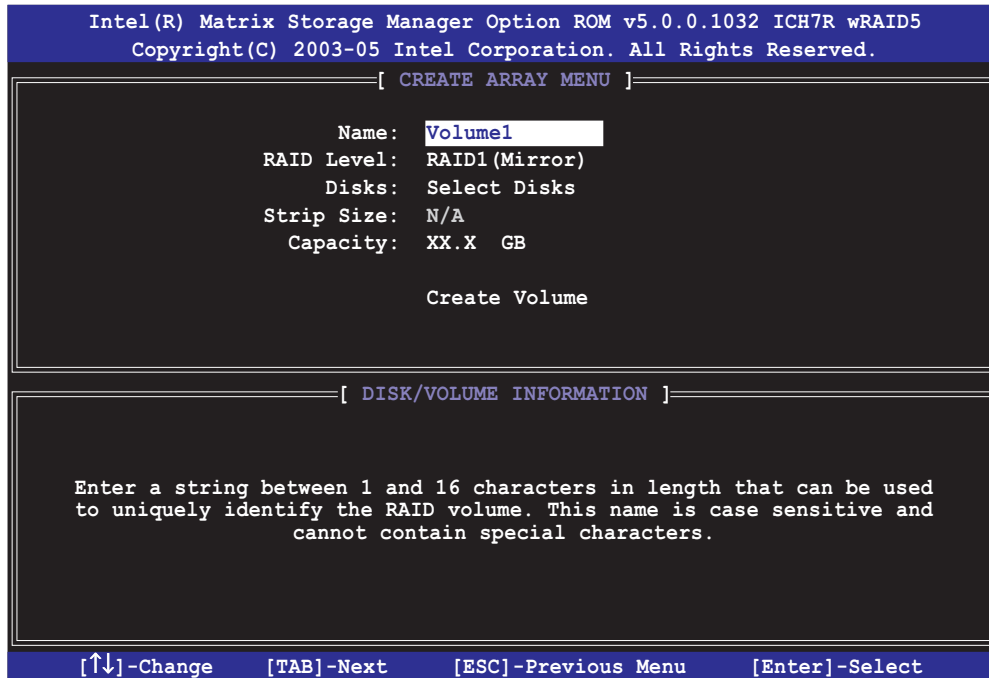 Intel(R) Matrix Storage Manager Option ROM v5.0.0.1032 ICH7R wRAID5
Copyright(C) 2003-05 Intel Corporation. All Rights Reserved.
[ CREATE ARRAY MENU ]
Name: Volume1
RAID Level: RAID1(Mirror)
Disks: Select Disks
Strip Size: N/A
Capacity: XX.X GB
Create Volume
[ DISK/VOLUME INFORMATION ]
Enter a string between 1 and 16 characters in length that can be used
to uniquely identify the RAID volume. This name is case sensitive and
cannot contain special characters.
[↑↓]-Change [TAB]-Next [ESC]-Previous Menu [Enter]-Select